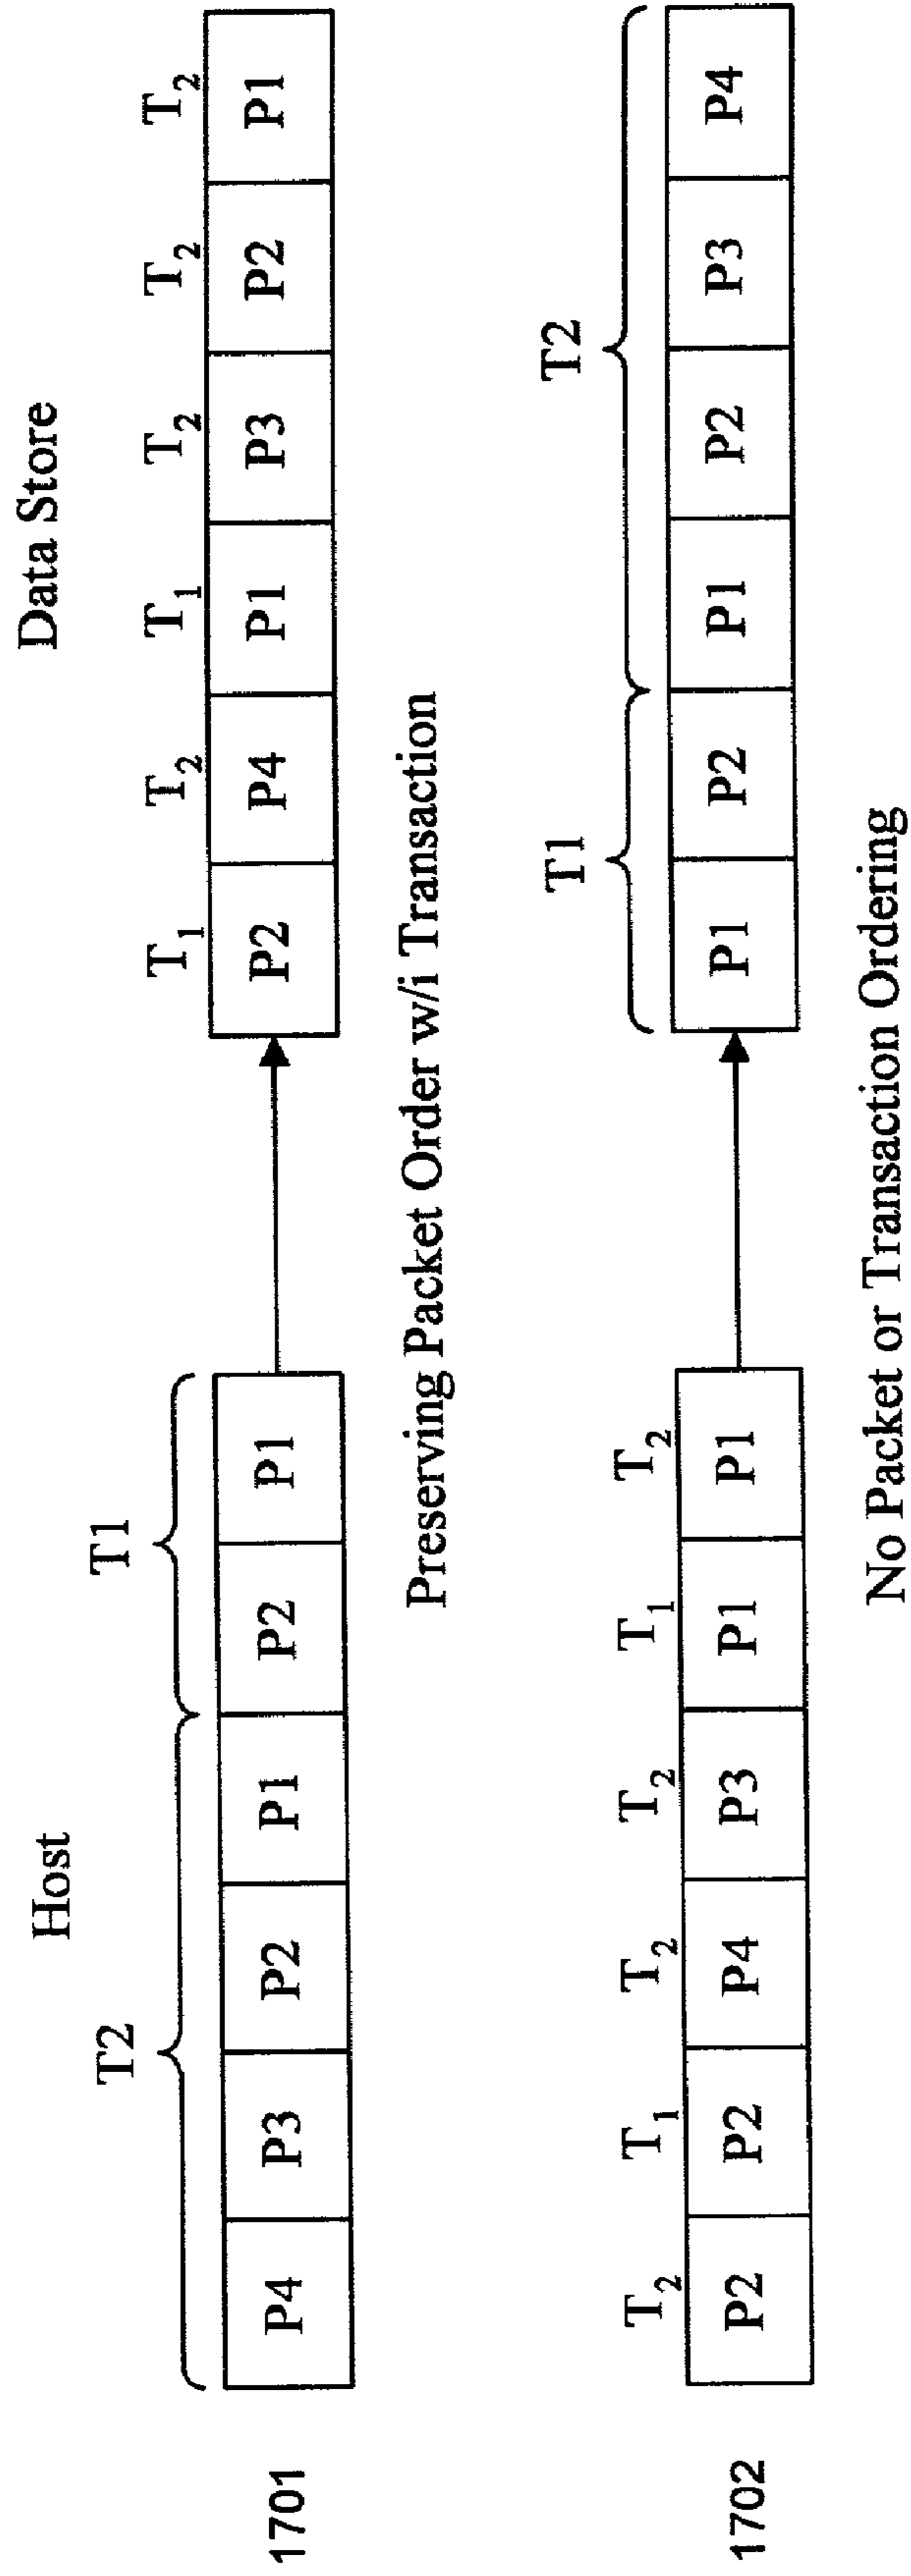 Host Data Store
T2 T1 T₁ T₂ T₁ T₂ T₂ T₂
1701 P4 P3 P2 P1 P2 P1 P2 P4 P1 P3 P2 P1
Preserving Packet Order w/i Transaction
T₂ T₁ T₂ T₂ T₁ T₂ T1 T2
1702 P2 P2 P4 P3 P1 P1 P1 P2 P1 P2 P3 P4
No Packet or Transaction Ordering